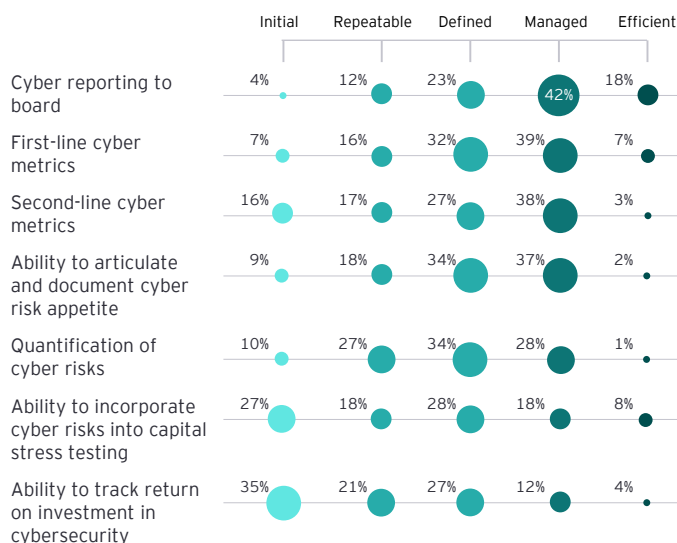 Initial Repeatable Defined Managed Efficient
Cyber reporting to
board
4% 12% 23% 42% 18%
First-line cyber
metrics
7% 16% 32% 39% 7%
Second-line cyber
metrics
16% 17% 27% 38% 3%
Ability to articulate
and document cyber
risk appetite
9% 18% 34% 37% 2%
Quantification of
cyber risks
10% 27% 34% 28% 1%
Ability to incorporate
cyber risks into capital
stress testing
27% 18% 28% 18% 8%
Ability to track return
on investment in
cybersecurity
35% 21% 27% 12% 4%